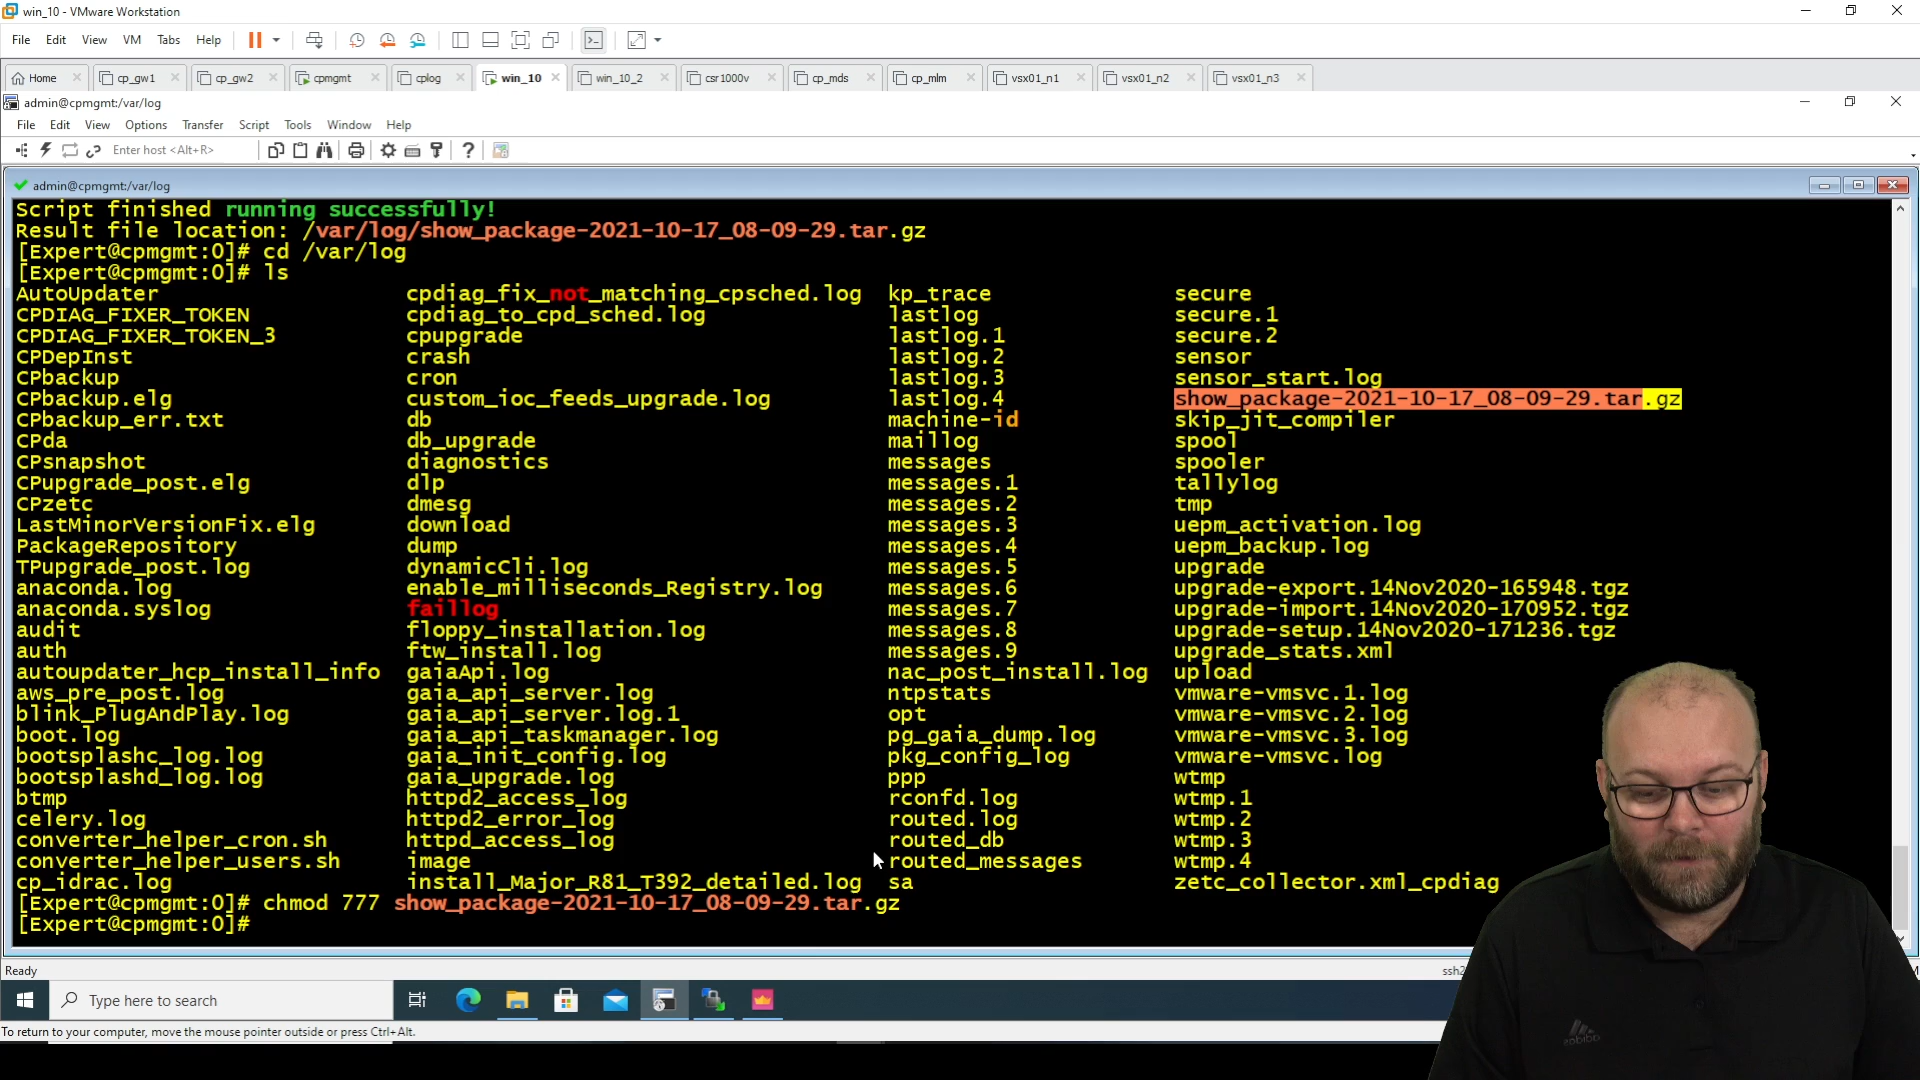 win_10 - VMware Workstation
File Edit View VM Tabs Help
Home cp_gw1 cp_gw2 cpmgmt cplog win_10 win_10_2 csr1000v cp_mds cp_mlm vsx01_n1 vsx01_n2 vsx01_n3
admin@cpmgmt:/var/log
File Edit View Options Transfer Script Tools Window Help
Enter host <Alt+R>
admin@cpmgmt:/var/log
Script finished running successfully!
Result file location: /var/log/show_package-2021-10-17_08-09-29.tar.gz
[Expert@cpmgmt:0]# cd /var/log
[Expert@cpmgmt:0]# ls
AutoUpdater cpdiag_fix_not_matching_cpsched.log kp_trace secure
CPDIAG_FIXER_TOKEN cpdiag_to_cpd_sched.log lastlog secure.1
CPDIAG_FIXER_TOKEN_3 cpupgrade lastlog.1 secure.2
CPDepInst crash lastlog.2 sensor
CPbackup cron lastlog.3 sensor_start.log
CPbackup.elg custom_ioc_feeds_upgrade.log lastlog.4 show_package-2021-10-17_08-09-29.tar.gz
CPbackup_err.txt db machine-id skip_jit_compiler
CPda db_upgrade maillog spool
CPsnapshot diagnostics messages spooler
CPupgrade_post.elg dlp messages.1 tallylog
CPzetc dmesg messages.2 tmp
LastMinorVersionFix.elg download messages.3 uepm_activation.log
PackageRepository dump messages.4 uepm_backup.log
TPupgrade_post.log dynamicCli.log messages.5 upgrade
anaconda.log enable_milliseconds_Registry.log messages.6 upgrade-export.14Nov2020-165948.tgz
anaconda.syslog faillog messages.7 upgrade-import.14Nov2020-170952.tgz
audit floppy_installation.log messages.8 upgrade-setup.14Nov2020-171236.tgz
auth ftw_install.log messages.9 upgrade_stats.xml
autoupdater_hcp_install_info gaiaApi.log nac_post_install.log upload
aws_pre_post.log gaia_api_server.log ntpstats vmware-vmsvc.1.log
blink_PlugAndPlay.log gaia_api_server.log.1 opt vmware-vmsvc.2.log
boot.log gaia_api_taskmanager.log pg_gaia_dump.log vmware-vmsvc.3.log
bootsplashc_log.log gaia_init_config.log pkg_config_log vmware-vmsvc.log
bootsplashd_log.log gaia_upgrade.log ppp wtmp
btmp httpd2_access_log rconfd.log wtmp.1
celery.log httpd2_error_log routed.log wtmp.2
converter_helper_cron.sh httpd_access_log routed_db wtmp.3
converter_helper_users.sh image routed_messages wtmp.4
cp_idrac.log install_Major_R81_T392_detailed.log sa zetc_collector.xml_cpdiag
[Expert@cpmgmt:0]# chmod 777 show_package-2021-10-17_08-09-29.tar.gz
[Expert@cpmgmt:0]#
Ready ssh2
Type here to search
To return to your computer, move the mouse pointer outside or press Ctrl+Alt.
adidas